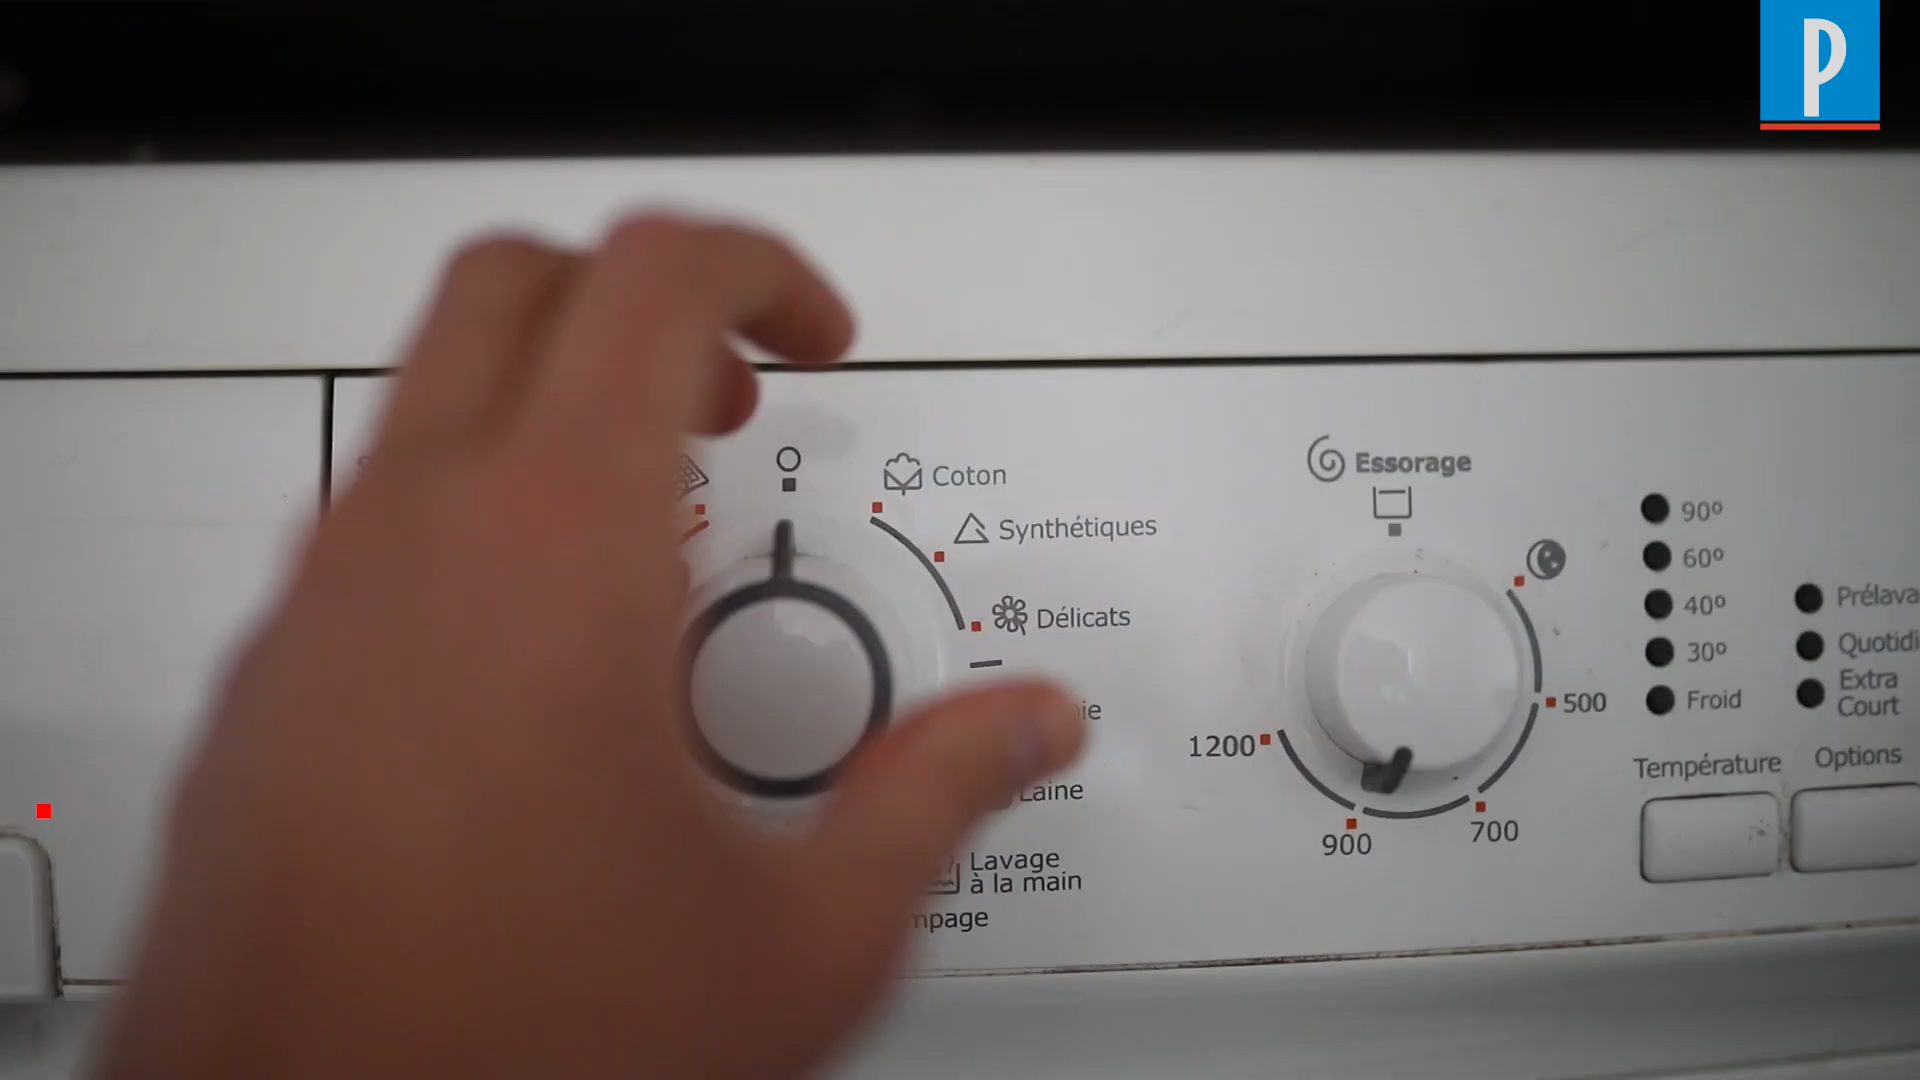 P
Coton
Synthétiques
Délicats
Laine
Lavage
à la main
Essorage
500
700
900
1200
90°
60°
40°
30°
Froid
Température
Extra
Court
Options